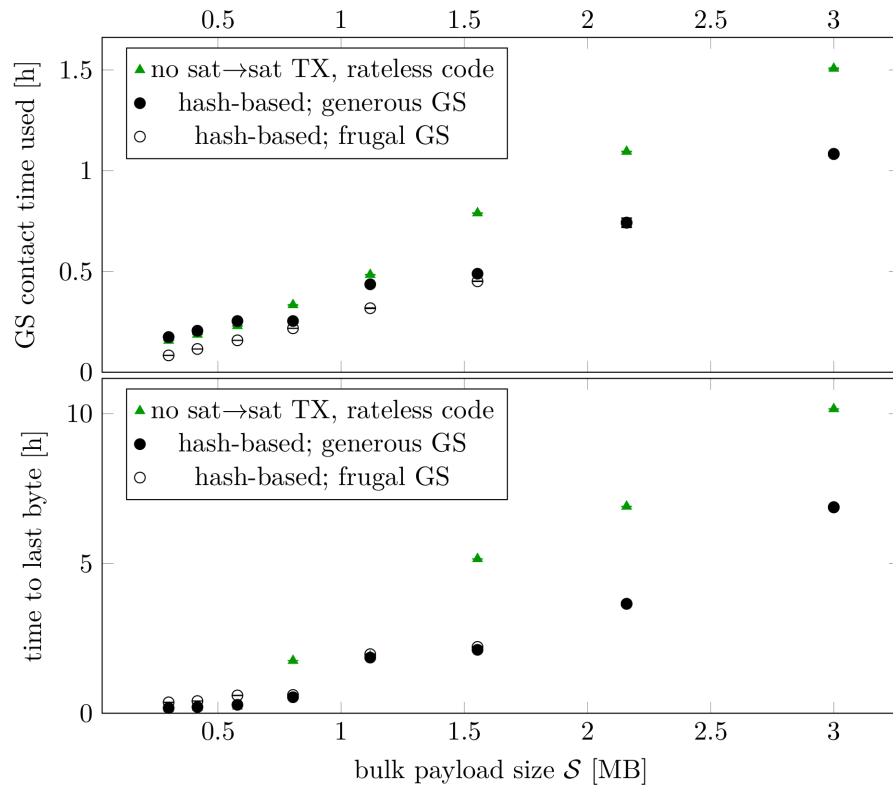 0.5 1 1.5 2 2.5 3
GS contact time used [h]
1.5
1
0.5
0
no sat→sat TX, rateless code
hash-based; generous GS
hash-based; frugal GS
time to last byte [h]
10
5
0
no sat→sat TX, rateless code
hash-based; generous GS
hash-based; frugal GS
0.5 1 1.5 2 2.5 3
bulk payload size 𝒮 [MB]